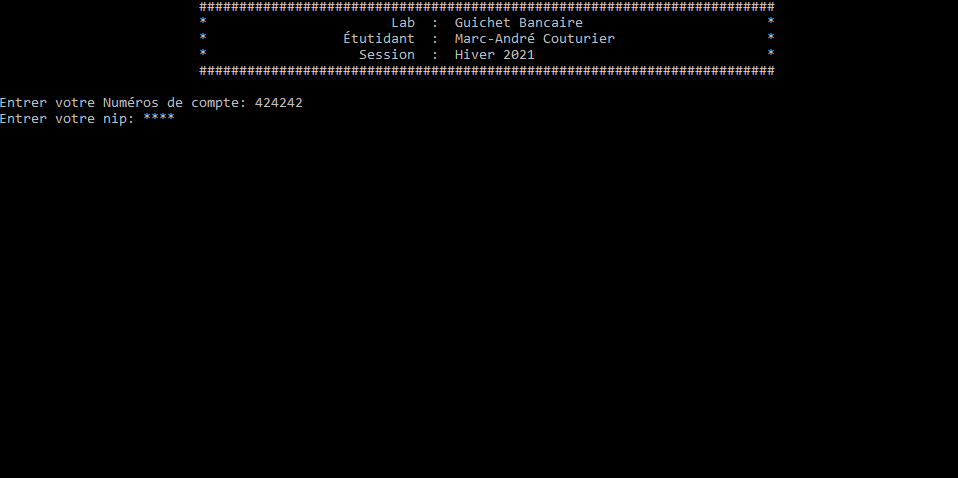 ########################################################################
* Lab : Guichet Bancaire *
* Étutidant : Marc-André Couturier *
* Session : Hiver 2021 *
########################################################################
Entrer votre Numéros de compte: 424242
Entrer votre nip: ****